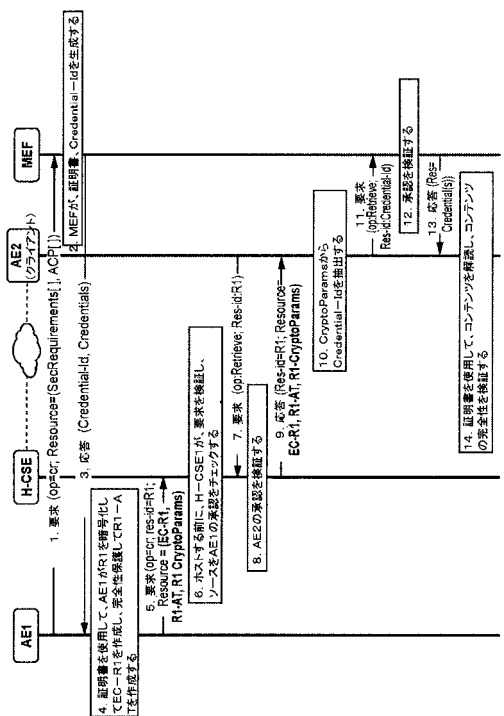 AE1
H-CSE
AE2
(クライアント)
MEF
1. 要求 (op=cr; Resource=(SecRequirements[ ], ACP[ ])
2. MEFが、証明書、Credential-Idを生成する
3. 応答 (Credential-Id, Credentials)
4. 証明書を使用して、AE1がR1を暗号化し
てEC-R1を作成し、完全性保護してR1-A
Tを作成する
5. 要求 (op=cr; res-id=R1;
Resource = (EC-R1,
R1-AT, R1 CryptoParams)
6. ホストする前に、H-CSE1が、要求を検証し、
ソースをAE1の承認をチェックする
7. 要求 (op:Retrieve; Res-id:R1)
8. AE2の承認を検証する
9. 応答 (Res-id=R1; Resource=
EC-R1, R1-AT, R1-CryptoParams)
10. CryptoParamsから
Credential-Idを抽出する
11. 要求
(op:Retrieve;
Res-id:Credential-Id)
12. 承認を検証する
13. 応答 (Res=
Credential(s))
14. 証明書を使用して、コンテンツを解読し、コンテンツ
の完全性を検証する